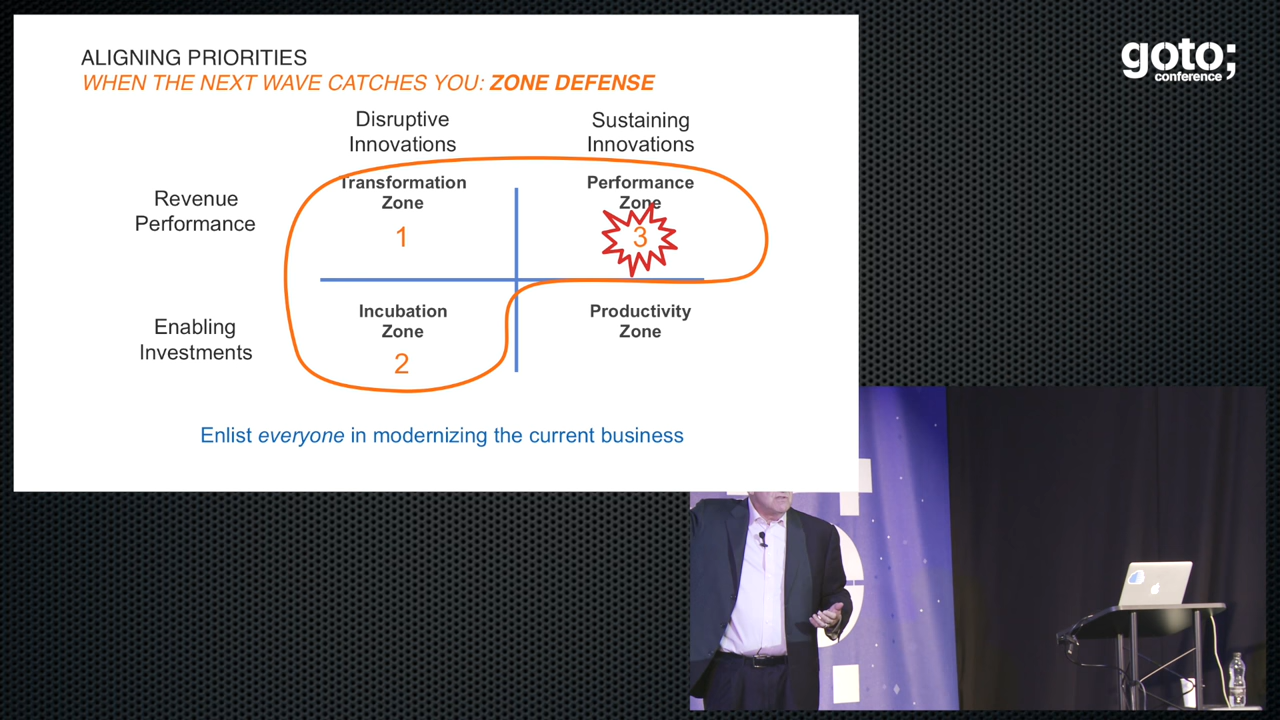 ALIGNING PRIORITIES
WHEN THE NEXT WAVE CATCHES YOU: ZONE DEFENSE
Disruptive
Innovations
Sustaining
Innovations
Revenue
Performance
Transformation
Zone
1
Performance
Zone
3
Enabling
Investments
Incubation
Zone
2
Productivity
Zone
Enlist everyone in modernizing the current business
goto;
conference